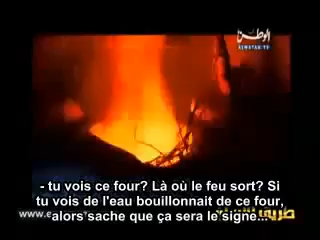 الوطن
ALWATAN TV
- tu vois ce four? Là où le feu sort? Si
tu vois de l'eau bouillonnait de ce four,
alors sache que ça sera le signe...
www.e